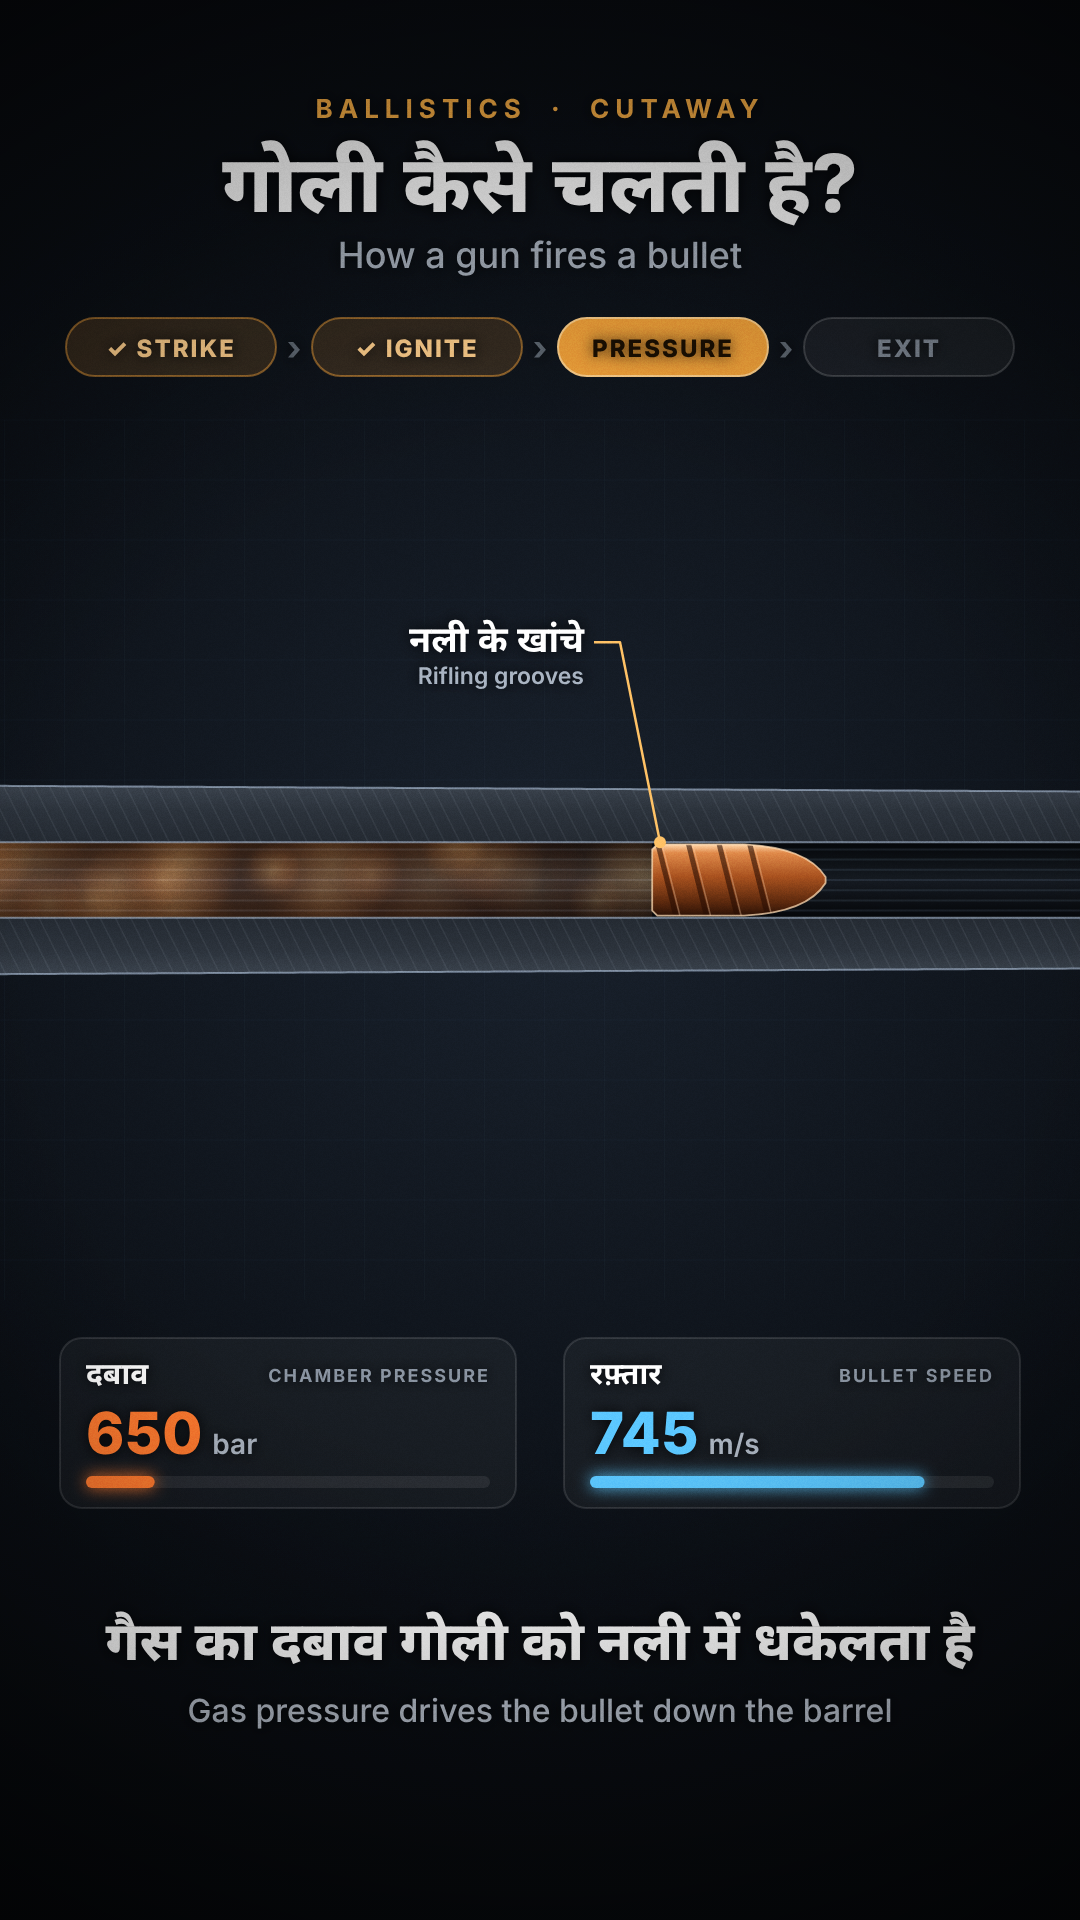 BALLISTICS · CUTAWAY
गोली कैसे चलती है?
How a gun fires a bullet
✓ STRIKE › ✓ IGNITE › PRESSURE › EXIT
नली के खांचे
Rifling grooves
दबाव CHAMBER PRESSURE
650 bar
रफ़्तार BULLET SPEED
745 m/s
गैस का दबाव गोली को नली में धकेलता है
Gas pressure drives the bullet down the barrel